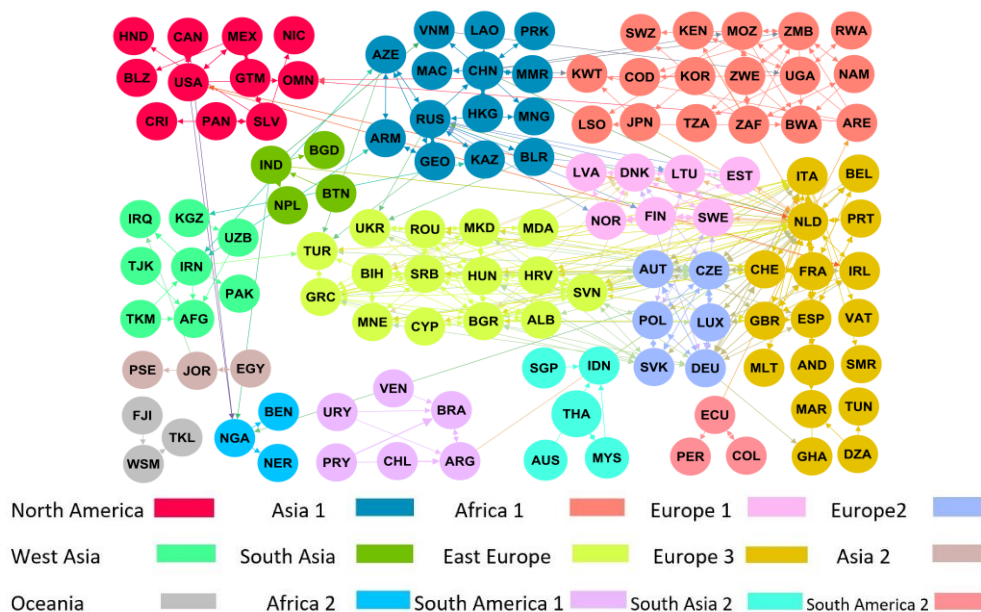 HND CAN MEX NIC
BLZ USA GTM OMN
CRI PAN SLV
AZE VNM LAO PRK
MAC CHN MMR
RUS HKG MNG
ARM GEO KAZ BLR
SWZ KEN MOZ ZMB RWA
KWT COD KOR ZWE UGA NAM
LSO JPN TZA ZAF BWA ARE
IND BGD
NPL BTN
LVA DNK LTU EST
NOR FIN SWE
ITA BEL
NLD PRT
CHE FRA IRL
GBR ESP VAT
MLT AND SMR
MAR TUN
GHA DZA
IRQ KGZ UZB
TJK IRN PAK
TKM AFG
TUR UKR ROU MKD MDA
GRC BIH SRB HUN HRV SVN
MNE CYP BGR ALB
AUT CZE
POL LUX
SVK DEU
PSE JOR EGY
FJI TKL
WSM
BEN
NGA
NER
VEN
URY BRA
PRY CHL ARG
SGP IDN
THA
AUS MYS
ECU
PER COL
North America Asia 1 Africa 1 Europe 1 Europe2
West Asia South Asia East Europe Europe 3 Asia 2
Oceania Africa 2 South America 1 South Asia 2 South America 2